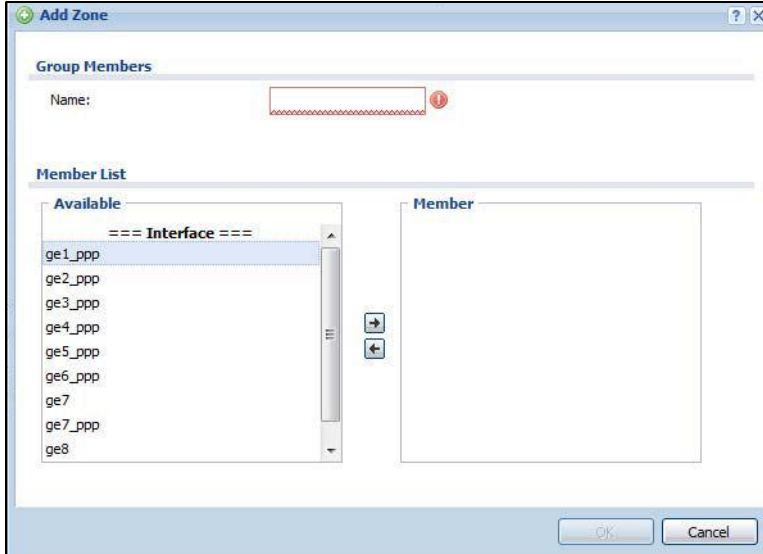 Add Zone
Group Members
Name:
Member List
Available
Member
=== Interface ===
ge1_ppp
ge2_ppp
ge3_ppp
ge4_ppp
ge5_ppp
ge6_ppp
ge7
ge7_ppp
ge8
OK
Cancel